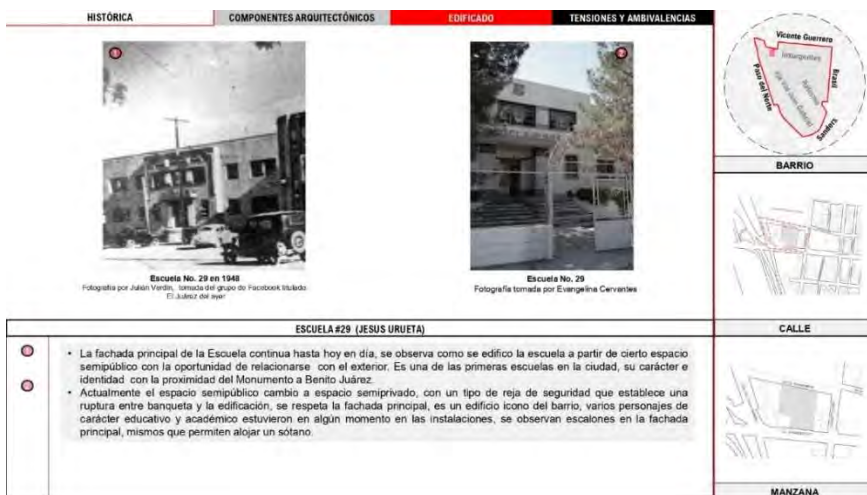 HISTÓRICA
COMPONENTES ARQUITECTÓNICOS
EDIFICADO
TENSIONES Y AMBIVALENCIAS
1
2
Escuela No. 29 en 1948
Fotografía por Julián Verdín, tomada del grupo de Facebook titulado
El Juárez del ayer
Escuela No. 29
Fotografía tomada por Evangelina Cervantes
Vicente Guerrero
Insurgentes
Paso del Norte
Brasil
Sanders
BARRIO
CALLE
MANZANA
ESCUELA #29 (JESUS URUETA)
1
• La fachada principal de la Escuela continua hasta hoy en día, se observa como se edifico la escuela a partir de cierto espacio
semipúblico con la oportunidad de relacionarse con el exterior. Es una de las primeras escuelas en la ciudad, su carácter e
identidad con la proximidad del Monumento a Benito Juárez.
2
• Actualmente el espacio semipúblico cambio a espacio semiprivado, con un tipo de reja de seguridad que establece una
ruptura entre banqueta y la edificación, se respeta la fachada principal, es un edificio icono del barrio, varios personajes de
carácter educativo y académico estuvieron en algún momento en las instalaciones, se observan escalones en la fachada
principal, mismos que permiten alojar un sótano.